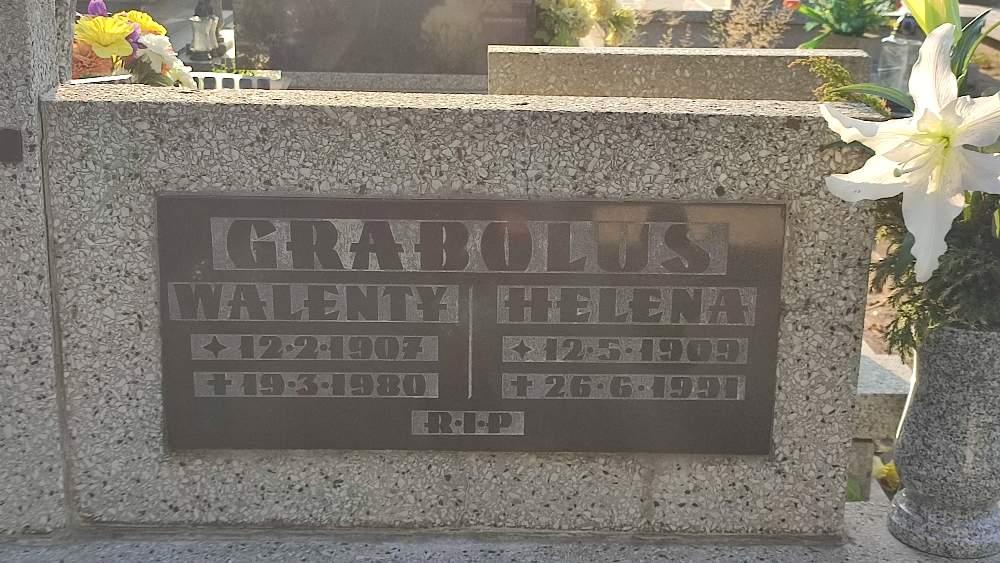 GRABOLUS
WALENTY HELENA
✦ 12·2·1907 ✦ 12·5·1909
✝ 19·3·1980 ✝ 26·6·1991
R·I·P